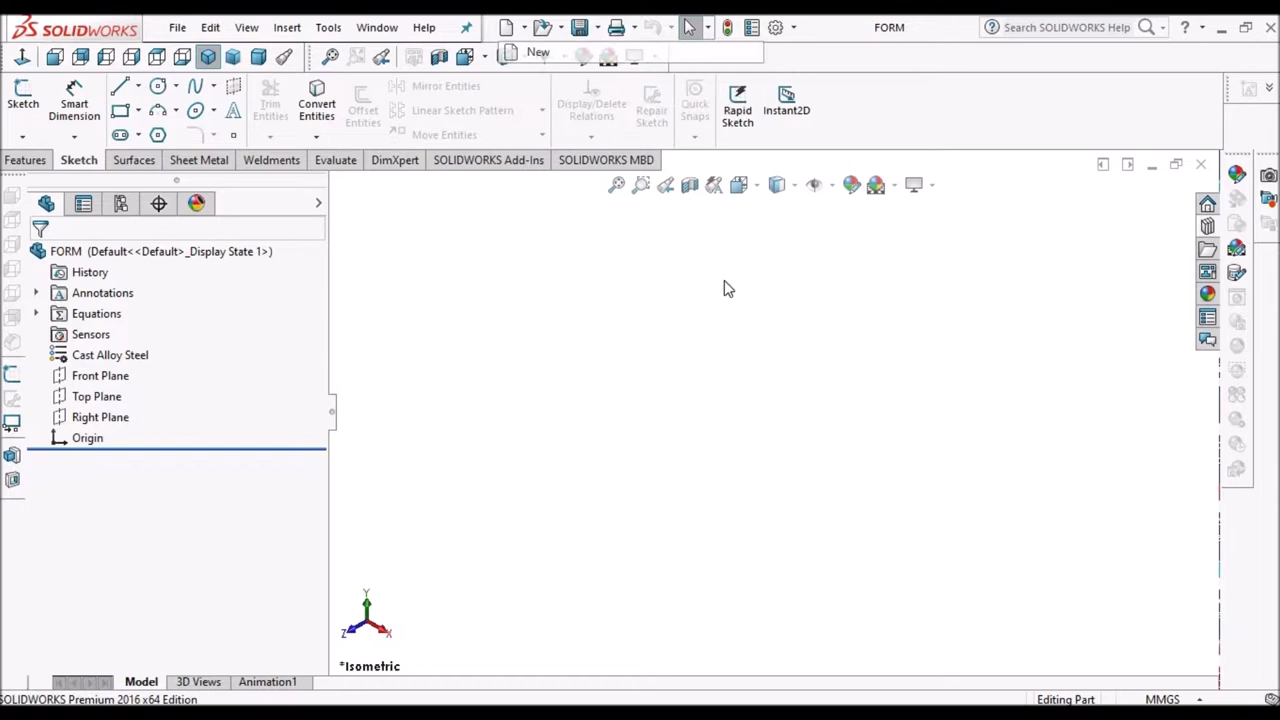 SOLIDWORKS File Edit View Insert Tools Window Help FORM Search SOLIDWORKS Help ?
New
Sketch Smart Dimension Trim Entities Convert Entities Offset Entities Mirror Entities Display/Delete Relations Repair Sketch Quick Snaps Rapid Sketch Instant2D
Linear Sketch Pattern
Move Entities
Features Sketch Surfaces Sheet Metal Weldments Evaluate DimXpert SOLIDWORKS Add-Ins SOLIDWORKS MBD
FORM (Default<<Default>_Display State 1>)
History
Annotations
Equations
Sensors
Cast Alloy Steel
Front Plane
Top Plane
Right Plane
Origin
Y
Z X
*Isometric
Model 3D Views Animation1
SOLIDWORKS Premium 2016 x64 Edition Editing Part MMGS